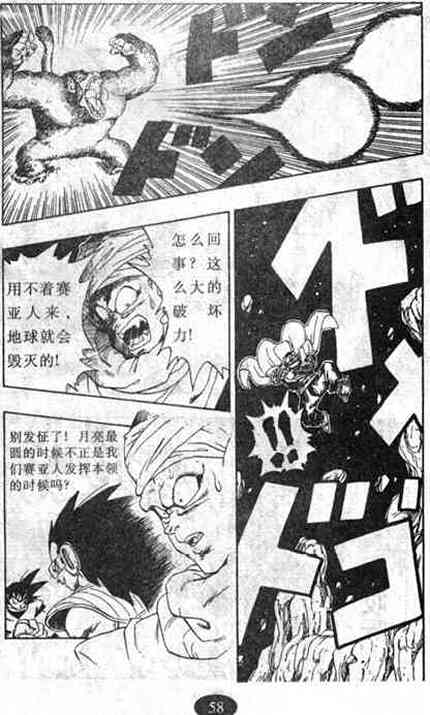 ドン
ドン
怎么回
事？这
么大的
破坏
力！
用不着赛
亚人来，
地球就会
毁灭的!
!!
ドゴ
别发怔了！月亮最
圆的时候不正是我
们赛亚人发挥本领
的时候吗？
58